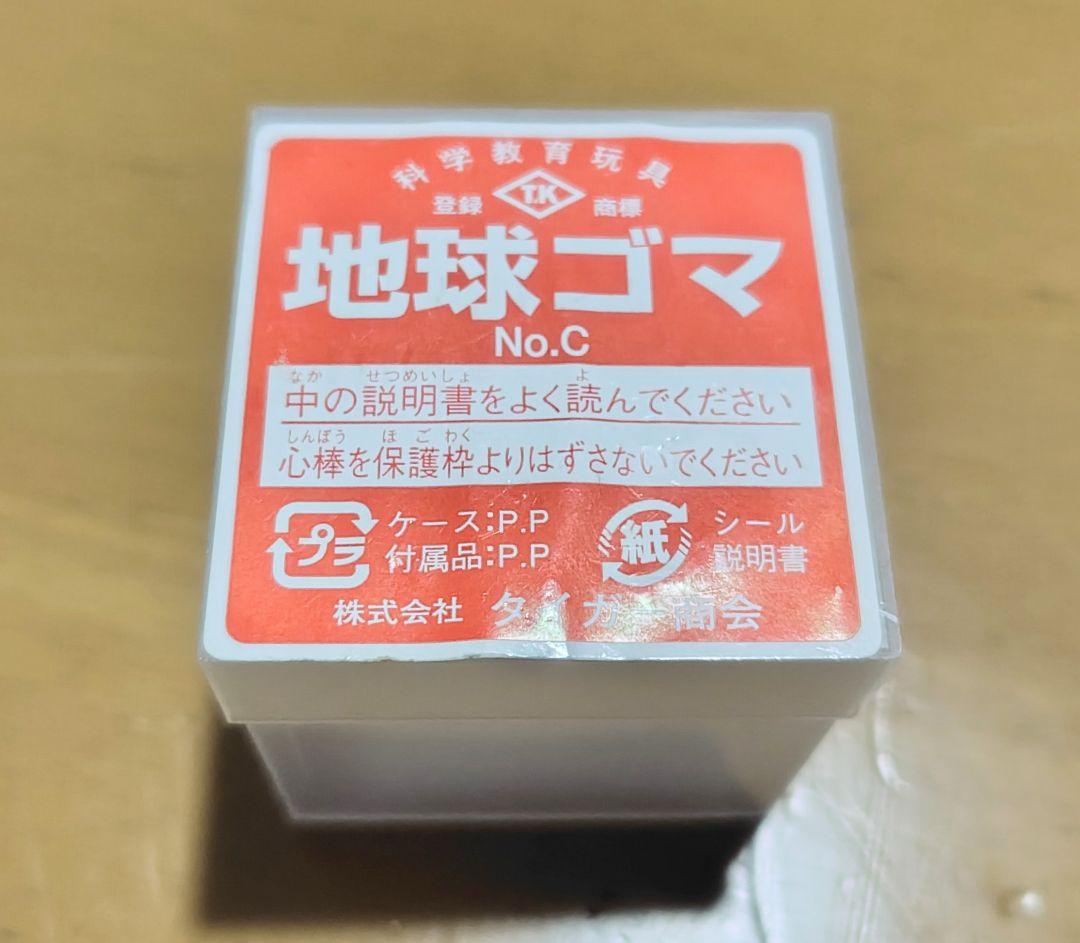 科学教育玩具
登録 T.K 商標
地球ゴマ
No.C
なか せつめいしょ よ
中の説明書をよく読んでください
しんぼう ほごわく
心棒を保護枠よりはずさないでください
プラ ケース:P.P 紙 シール
付属品:P.P 説明書
株式会社 タイガー商会